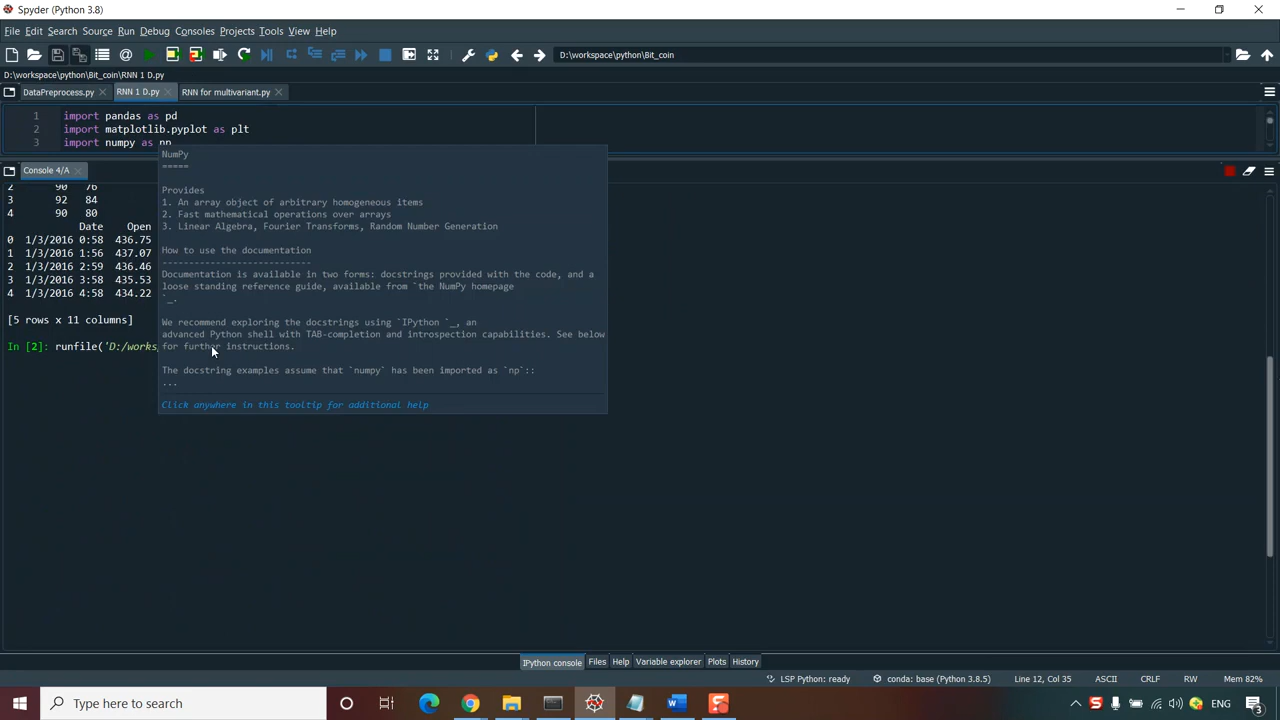 Spyder (Python 3.8)
File Edit Search Source Run Debug Consoles Projects Tools View Help
D:\workspace\python\Bit_coin
D:\workspace\python\Bit_coin\RNN 1 D.py
DataPreprocess.py RNN 1 D.py RNN for multivariant.py
1 import pandas as pd
2 import matplotlib.pyplot as plt
3 import numpy as np
Console 4/A
NumPy
=====
Provides
1. An array object of arbitrary homogeneous items
2. Fast mathematical operations over arrays
3. Linear Algebra, Fourier Transforms, Random Number Generation
How to use the documentation
----------------------------
Documentation is available in two forms: docstrings provided with the code, and a
loose standing reference guide, available from `the NumPy homepage
`_.
We recommend exploring the docstrings using `IPython `_, an
advanced Python shell with TAB-completion and introspection capabilities. See below
for further instructions.
The docstring examples assume that `numpy` has been imported as `np`::
...
Click anywhere in this tooltip for additional help
2 90 76
3 92 84
4 90 80
Date Open
0 1/3/2016 0:58 436.75
1 1/3/2016 1:56 437.07
2 1/3/2016 2:59 436.46
3 1/3/2016 3:58 435.53
4 1/3/2016 4:58 434.22
[5 rows x 11 columns]
In [2]: runfile('D:/works
IPython console Files Help Variable explorer Plots History
LSP Python: ready conda: base (Python 3.8.5) Line 12, Col 35 ASCII CRLF RW Mem 82%
Type here to search
ENG
3